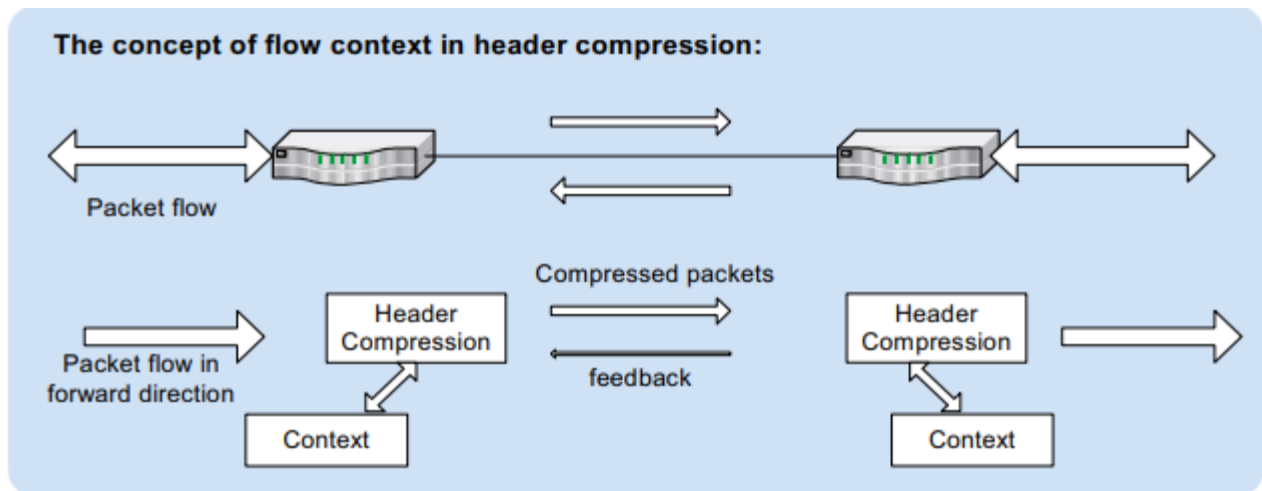 The concept of flow context in header compression:
Packet flow
Compressed packets
Header
Compression
Header
Compression
Packet flow in
forward direction
feedback
Context
Context